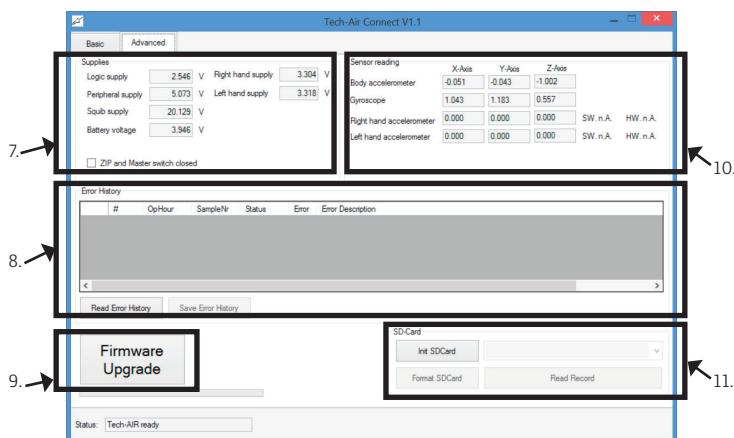 Tech-Air Connect V1.1
Basic Advanced
Supplies
Logic supply 2.546 V Right hand supply 3.304 V
Peripheral supply 5.073 V Left hand supply 3.318 V
Squib supply 20.129 V
Battery voltage 3.946 V
ZIP and Master switch closed
7.
Sensor reading
X-Axis Y-Axis Z-Axis
Body accelerometer -0.051 -0.043 -1.002
Gyroscope 1.043 1.183 0.557
Right hand accelerometer 0.000 0.000 0.000 SW. n.A. HW. n.A.
Left hand accelerometer 0.000 0.000 0.000 SW. n.A. HW. n.A.
10.
Error History
# OpHour SampleNr Status Error Error Description
8.
Read Error History Save Error History
Firmware
Upgrade
9.
SD-Card
Init SDCard
Format SDCard Read Record
11.
Status: Tech-AIR ready